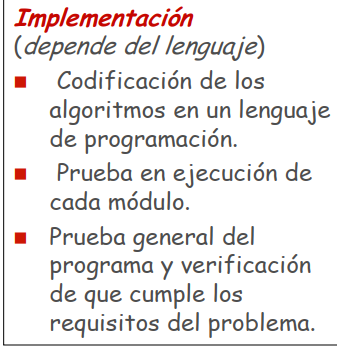 Implementación
(depende del lenguaje)
■ Codificación de los
algoritmos en un lenguaje
de programación.
■ Prueba en ejecución de
cada módulo.
■ Prueba general del
programa y verificación
de que cumple los
requisitos del problema.